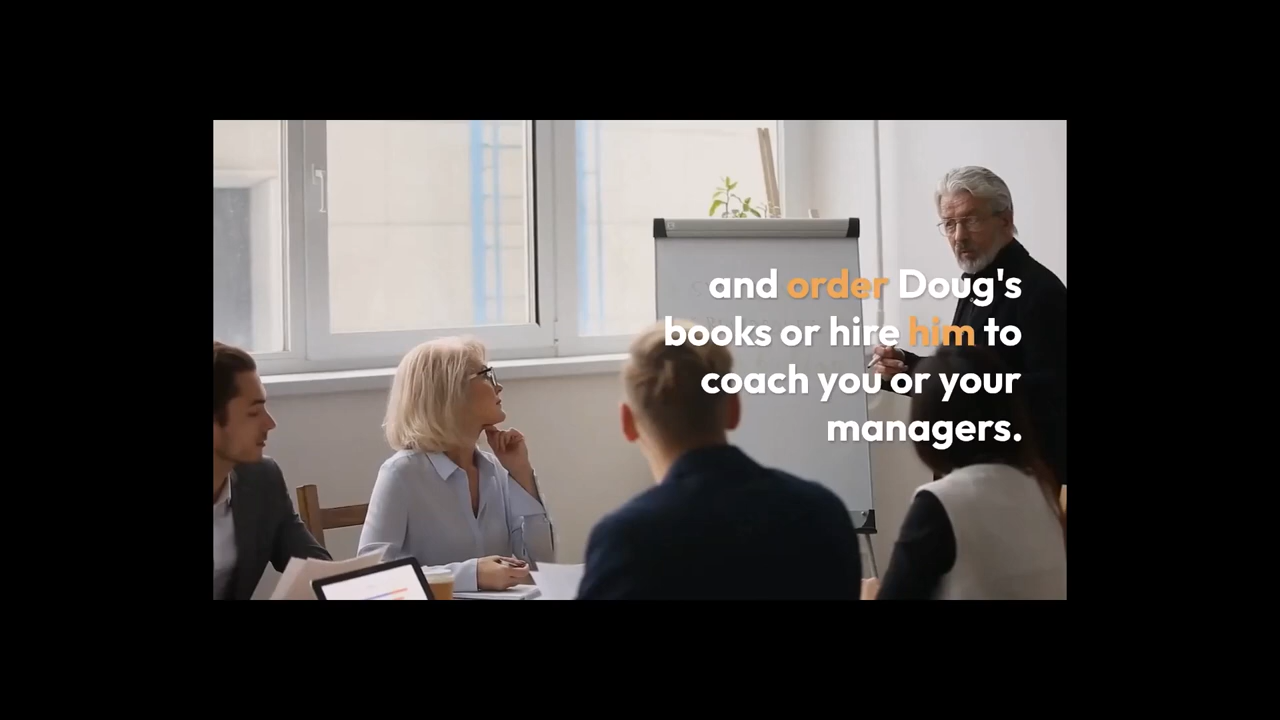 and order Doug's
books or hire him to
coach you or your
managers.